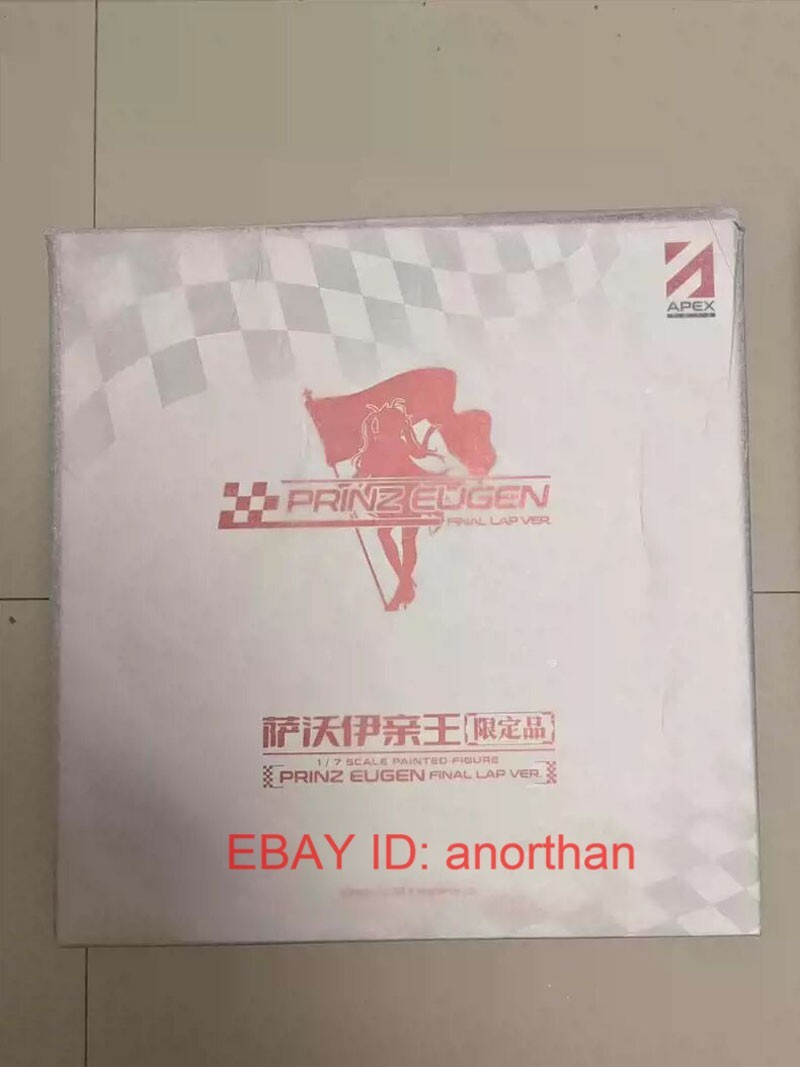 APEX
PRINZ EUGEN
FINAL LAP VER.
萨沃伊亲王 [限定品]
1/7 SCALE PAINTED FIGURE
PRINZ EUGEN FINAL LAP VER.
EBAY ID: anorthan